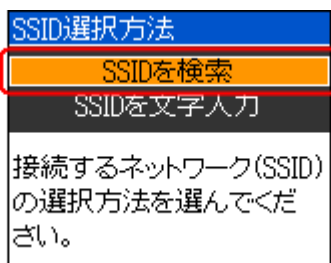 SSID選択方法
SSIDを検索
SSIDを文字入力
接続するネットワーク(SSID)
の選択方法を選んでくだ
さい。